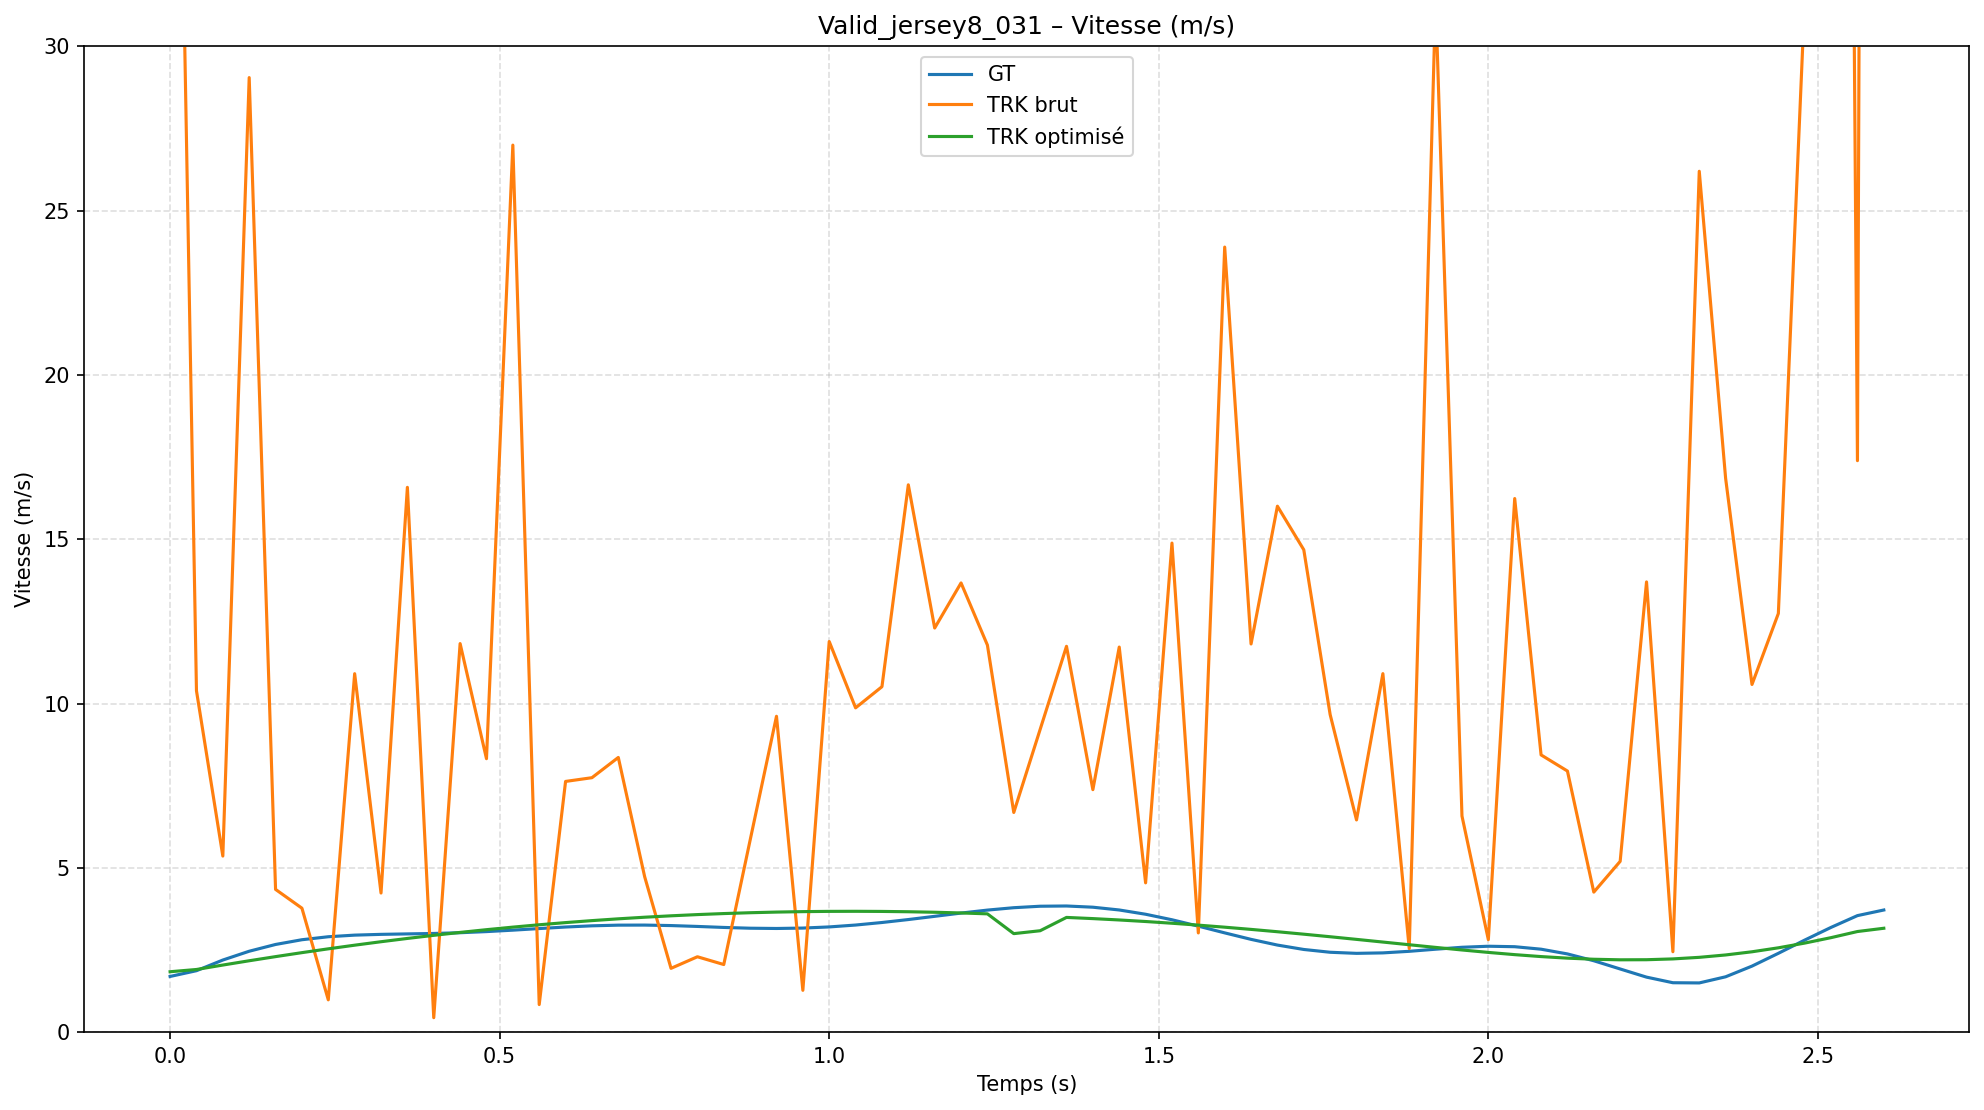 Valid_jersey8_031 – Vitesse (m/s)
GT
TRK brut
TRK optimisé
30
25
20
15
10
5
0
Vitesse (m/s)
0.0 0.5 1.0 1.5 2.0 2.5
Temps (s)